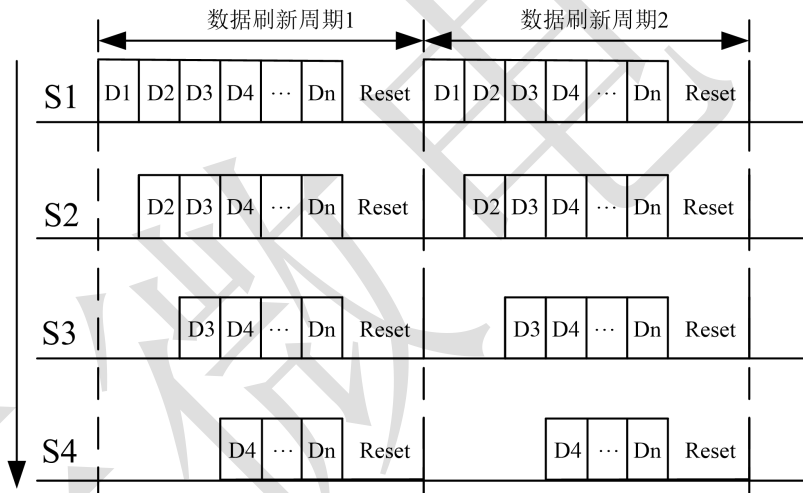 数据刷新周期1 数据刷新周期2
S1 D1 D2 D3 D4 ··· Dn Reset D1 D2 D3 D4 ··· Dn Reset
S2 D2 D3 D4 ··· Dn Reset D2 D3 D4 ··· Dn Reset
S3 D3 D4 ··· Dn Reset D3 D4 ··· Dn Reset
S4 D4 ··· Dn Reset D4 ··· Dn Reset